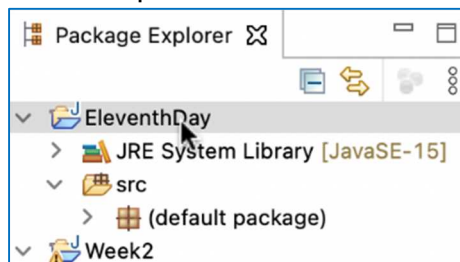 Package Explorer
EleventhDay
JRE System Library [JavaSE-15]
src
(default package)
Week2